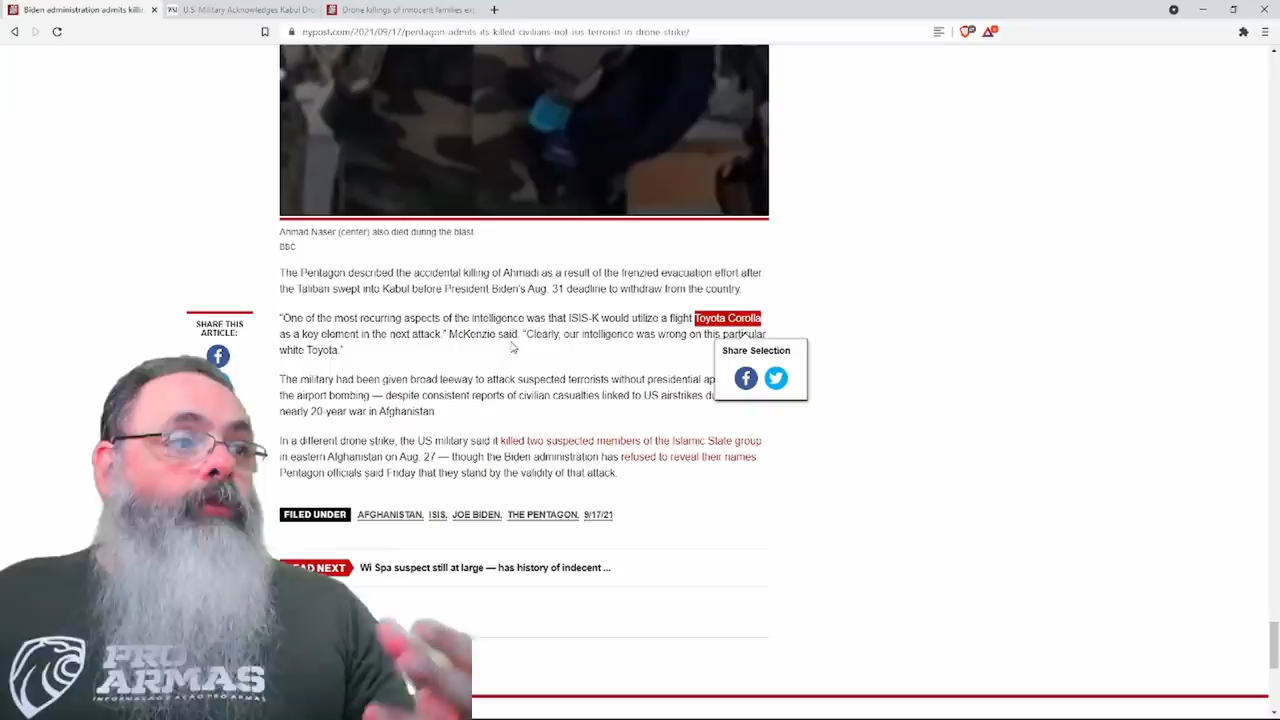 Biden administration admits killi
U.S. Military Acknowledges Kabul Dro
Drone killings of innocent families ex
nypost.com/2021/09/17/pentagon-admits-its-killed-civilians-not-isis-terrorist-in-drone-strike/
Ahmad Naser (center) also died during the blast
BBC
The Pentagon described the accidental killing of Ahmadi as a result of the frenzied evacuation effort after
the Taliban swept into Kabul before President Biden's Aug. 31 deadline to withdraw from the country.
"One of the most recurring aspects of the intelligence was that ISIS-K would utilize a flight Toyota Corolla
as a key element in the next attack." McKenzie said. "Clearly, our intelligence was wrong on this particular
white Toyota."
SHARE THIS
ARTICLE:
Share Selection
The military had been given broad leeway to attack suspected terrorists without presidential ap
the airport bombing — despite consistent reports of civilian casualties linked to US airstrikes du
nearly 20-year war in Afghanistan
In a different drone strike, the US military said it killed two suspected members of the Islamic State group
in eastern Afghanistan on Aug. 27 — though the Biden administration has refused to reveal their names.
Pentagon officials said Friday that they stand by the validity of that attack.
FILED UNDER AFGHANISTAN, ISIS, JOE BIDEN, THE PENTAGON, 9/17/21
AD NEXT Wi Spa suspect still at large — has history of indecent ...
PRO
ARMAS